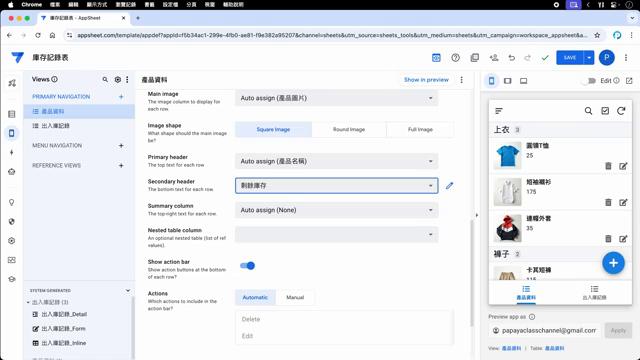 Chrome 檔案 編輯 顯示方式 瀏覽記錄 書籤 設定檔 分頁 視窗 輔助說明
庫存記錄表 - AppSheet
appsheet.com/template/appdef?appId=f5b34ac1-299e-4fb0-ae81-f9e382a95207&channel=sheets&utm_source=sheets_tools&utm_medium=sheets&utm_campaign=workspace_appsheet&a...
庫存記錄表
SAVE
P
Views
PRIMARY NAVIGATION
產品資料
出入庫記錄
MENU NAVIGATION
REFERENCE VIEWS
SYSTEM GENERATED
出入庫記錄 (3)
出入庫記錄_Detail
出入庫記錄_Form
出入庫記錄_Inline
產品資料
Show in preview
Main image
The image column to display for each row.
Auto assign (產品圖片)
Image shape
What shape should the main image be?
Square Image
Round Image
Full Image
Primary header
The top text for each row.
Auto assign (產品名稱)
Secondary header
The bottom text for each row.
剩餘庫存
Summary column
The top-right text for each row.
Auto assign (None)
Nested table column
An optional nested table (list of ref values).
Show action bar
Show action buttons at the bottom of each row?
Actions
Which actions to include in the action bar?
Automatic
Manual
Delete
Edit
Edit
上衣 3
圓領T恤
25
短袖襯衫
175
連帽外套
35
褲子 2
卡其短褲
115
產品資料
出入庫記錄
Preview app as
papayaclasschannel@gmail.com
Apply
View: 產品資料 Table: 產品資料